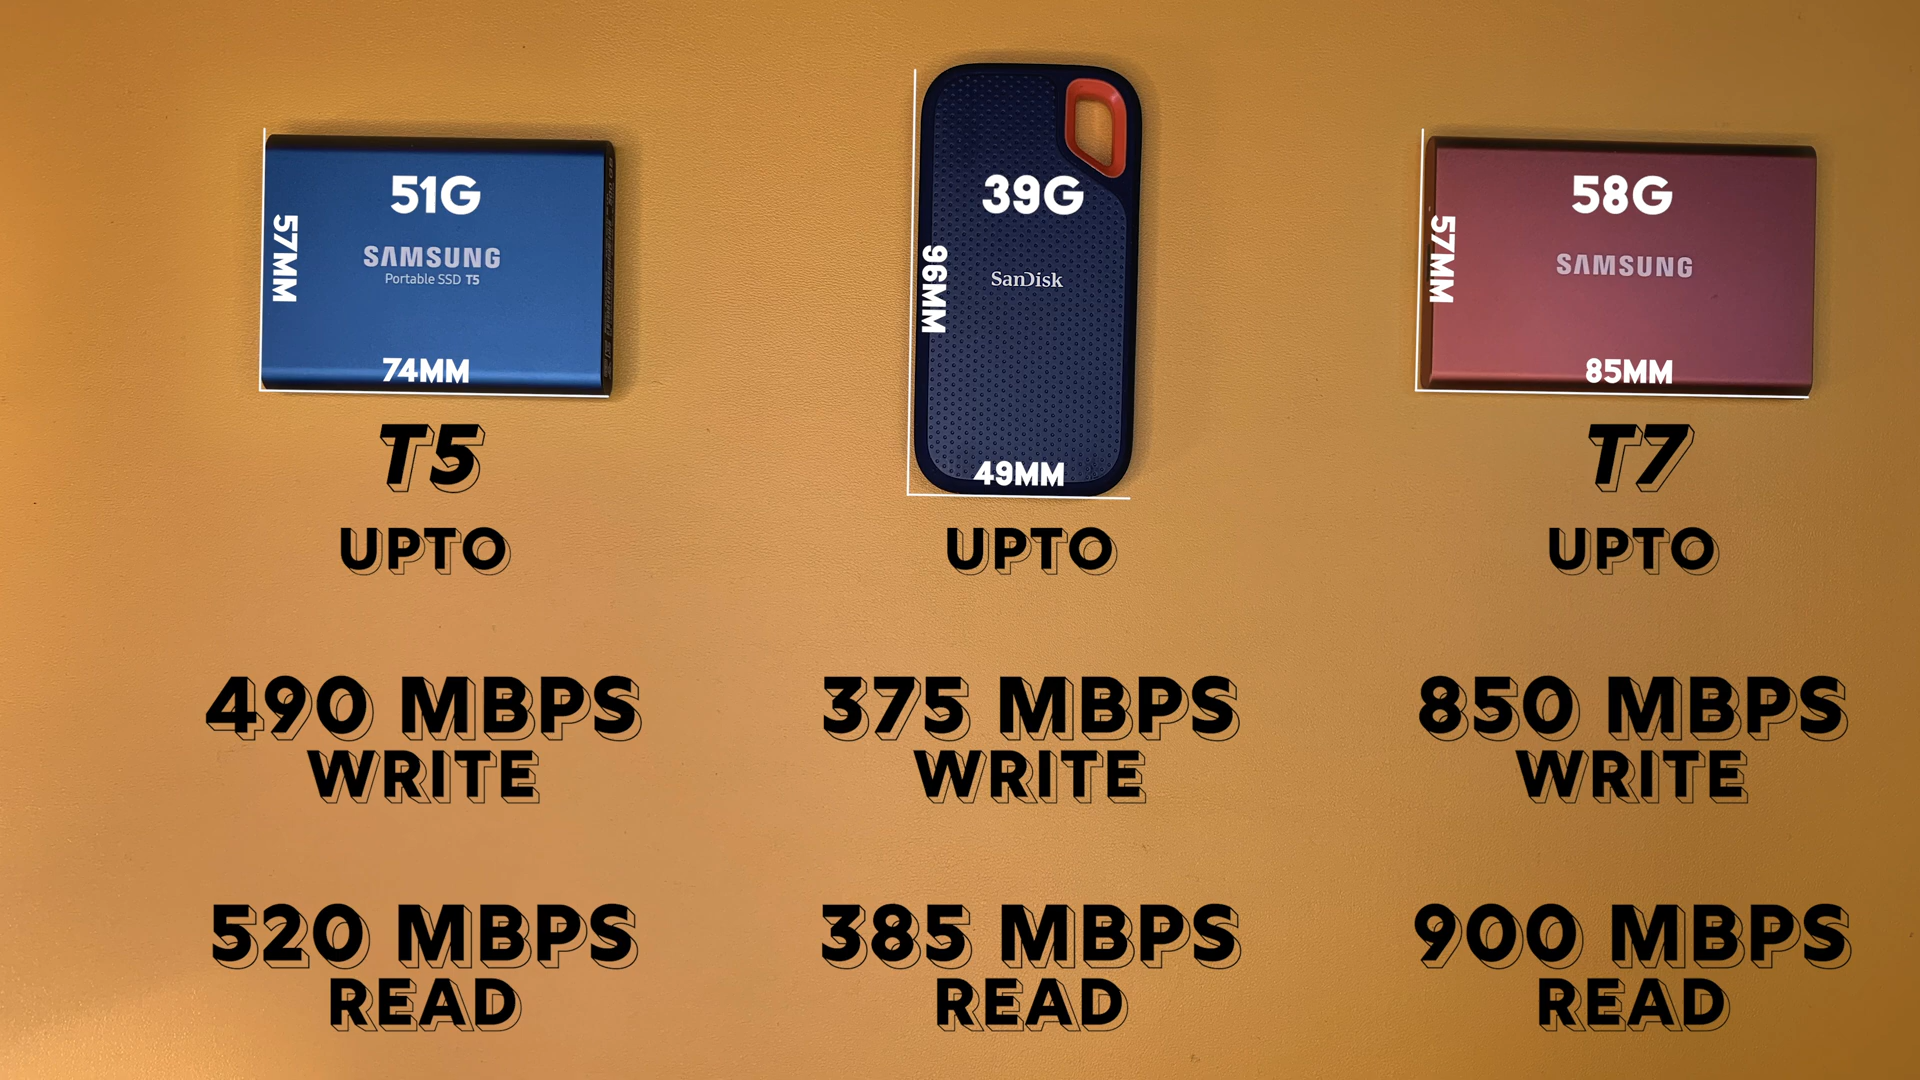 51G
57MM
SAMSUNG
Portable SSD T5
74MM
T5
UPTO
490 MBPS
WRITE
520 MBPS
READ
39G
96MM
SanDisk
49MM
UPTO
375 MBPS
WRITE
385 MBPS
READ
58G
57MM
SAMSUNG
85MM
T7
UPTO
850 MBPS
WRITE
900 MBPS
READ